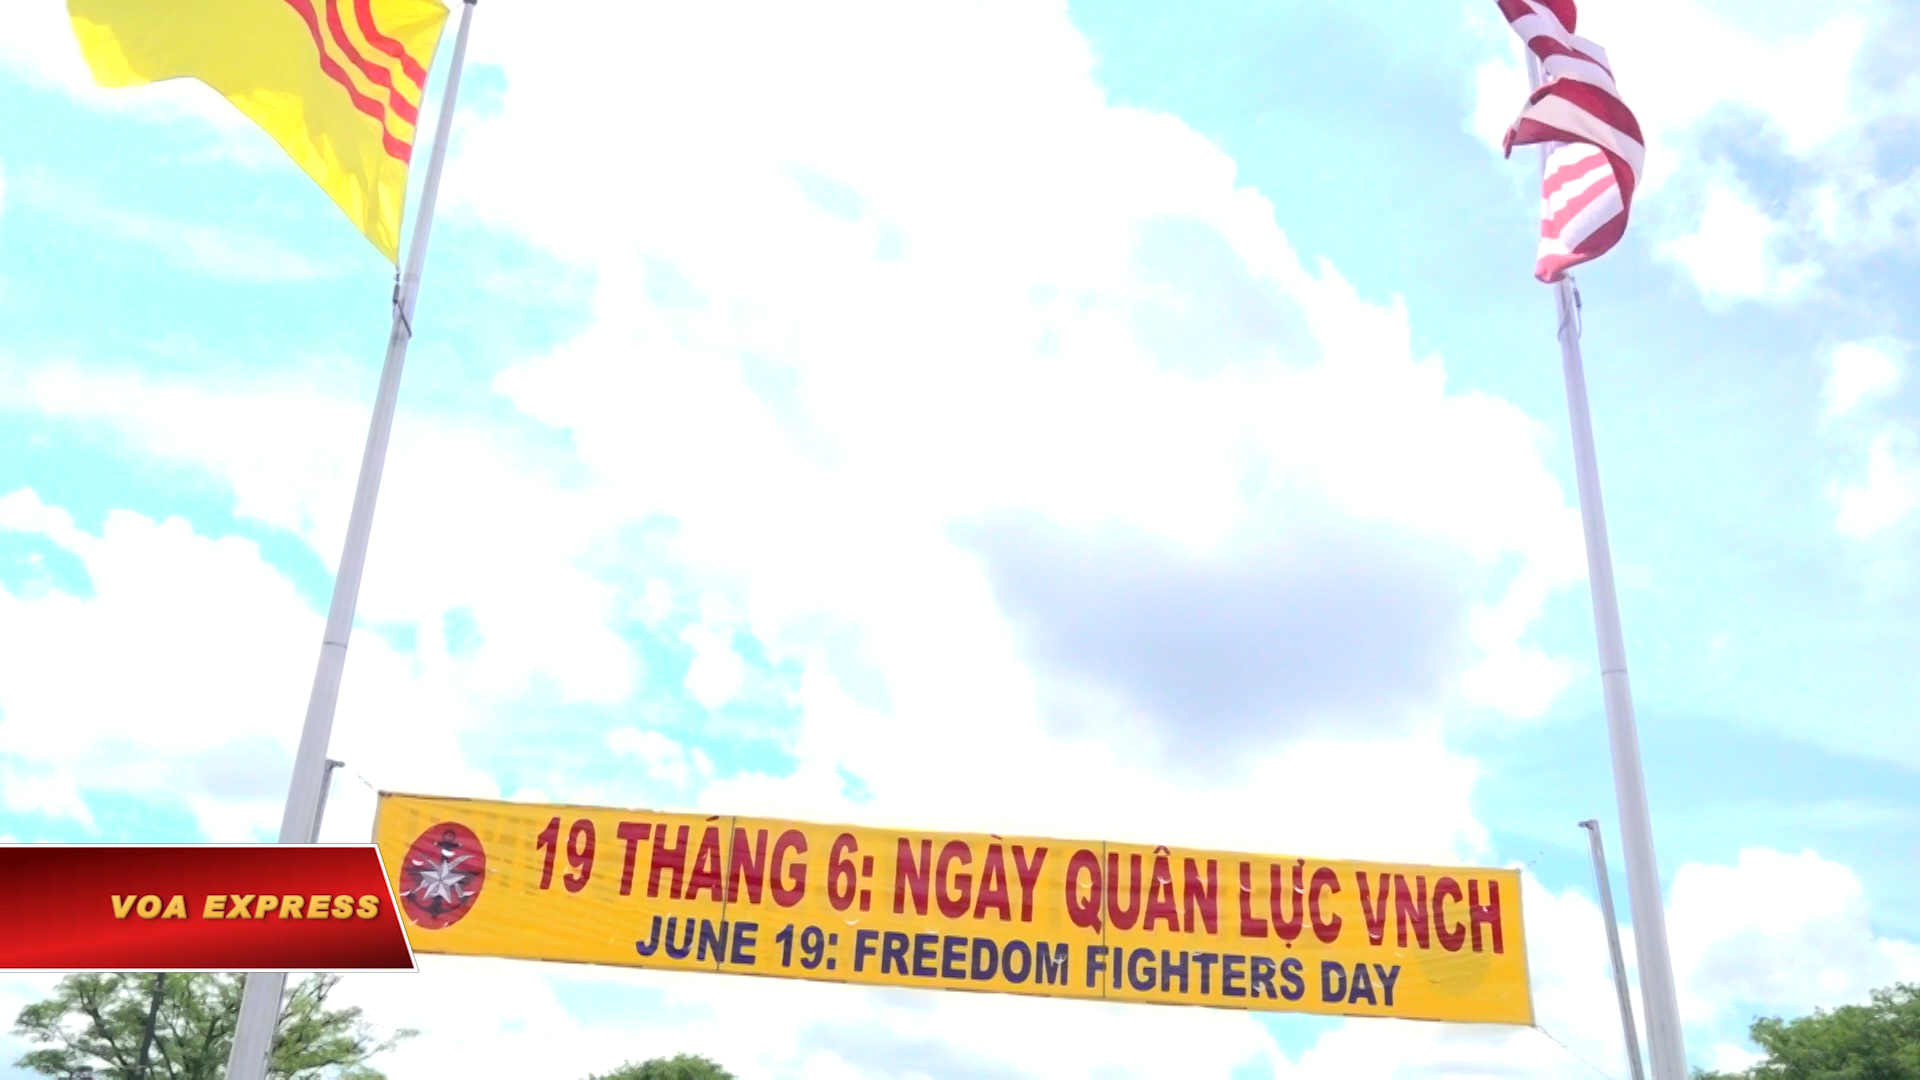 19 THÁNG 6: NGÀY QUÂN LỰC VNCH
JUNE 19: FREEDOM FIGHTERS DAY
VOA EXPRESS